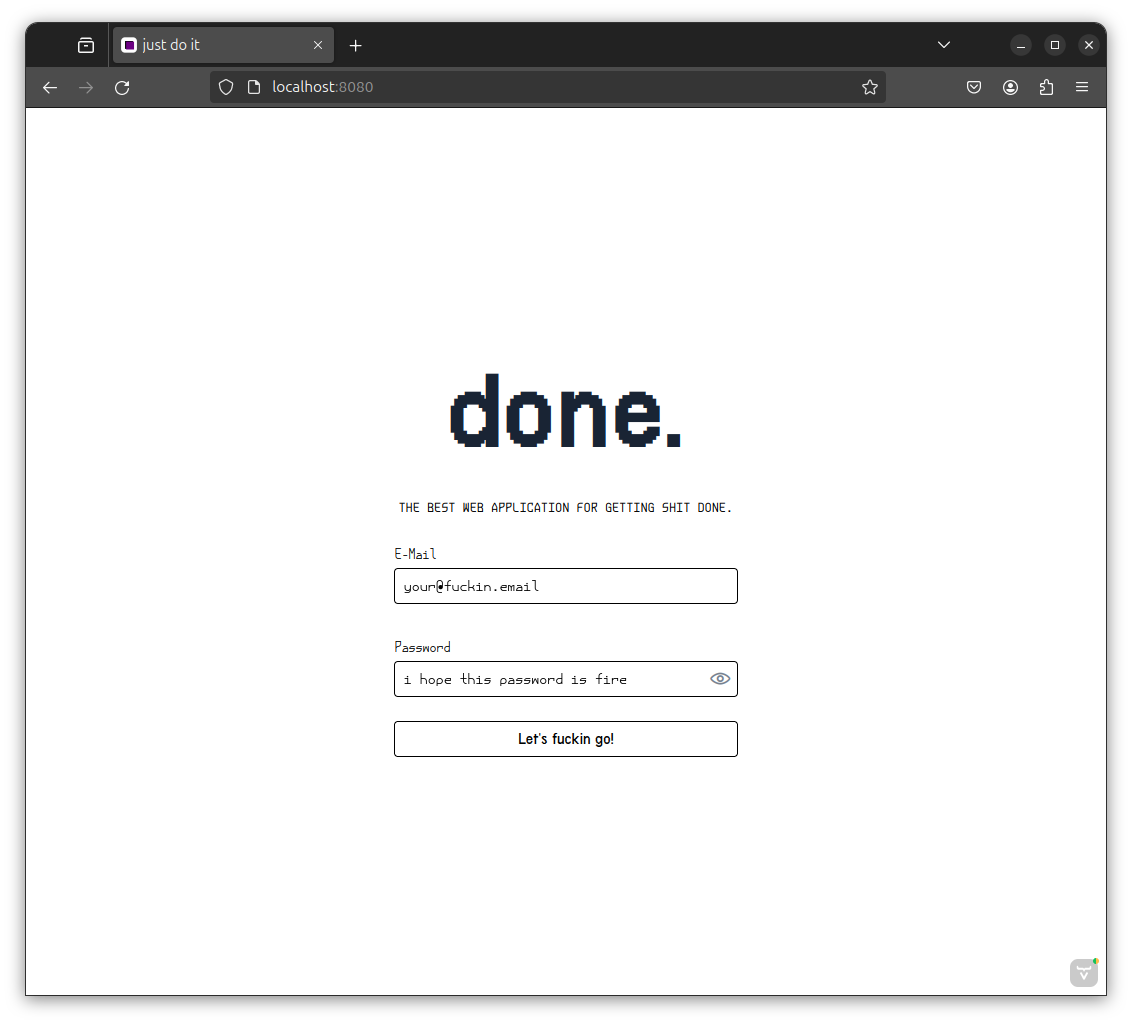 just do it
localhost:8080
done.
THE BEST WEB APPLICATION FOR GETTING SHIT DONE.
E-Mail
your@fuckin.email
Password
i hope this password is fire
Let's fuckin go!